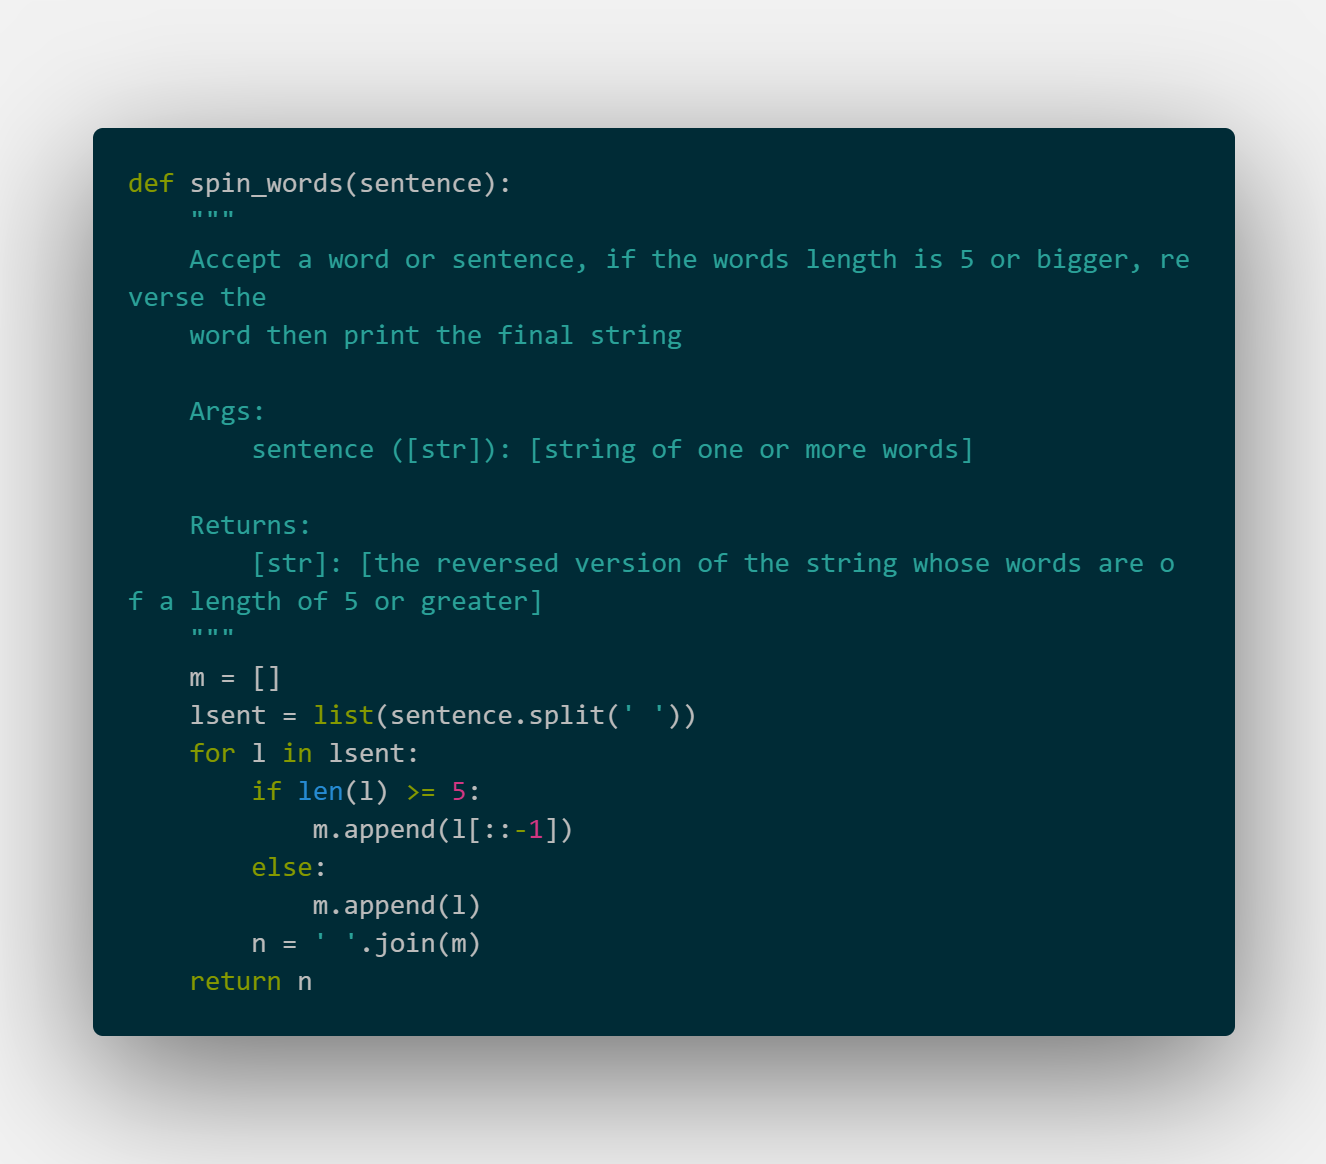 def spin_words(sentence):
    """
    Accept a word or sentence, if the words length is 5 or bigger, re
verse the
    word then print the final string

    Args:
        sentence ([str]): [string of one or more words]

    Returns:
        [str]: [the reversed version of the string whose words are o
f a length of 5 or greater]
    """
    m = []
    lsent = list(sentence.split(' '))
    for l in lsent:
        if len(l) >= 5:
            m.append(l[::-1])
        else:
            m.append(l)
        n = ' '.join(m)
    return n